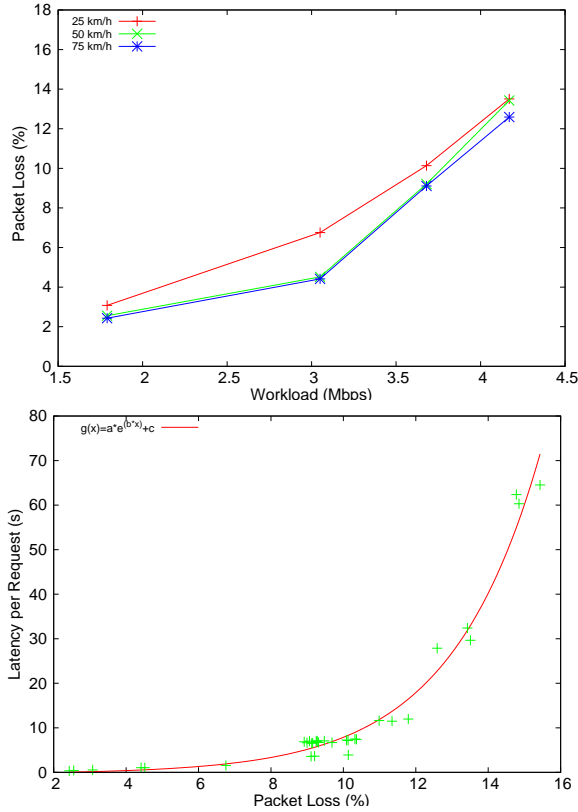 18
16
14
12
10
8
6
4
2
0
Packet Loss (%)
25 km/h
50 km/h
75 km/h
1.5 2 2.5 3 3.5 4 4.5
Workload (Mbps)
80
70
60
50
40
30
20
10
0
Latency per Request (s)
g(x)=a*e^(b*x)+c
2 4 6 8 10 12 14 16
Packet Loss (%)